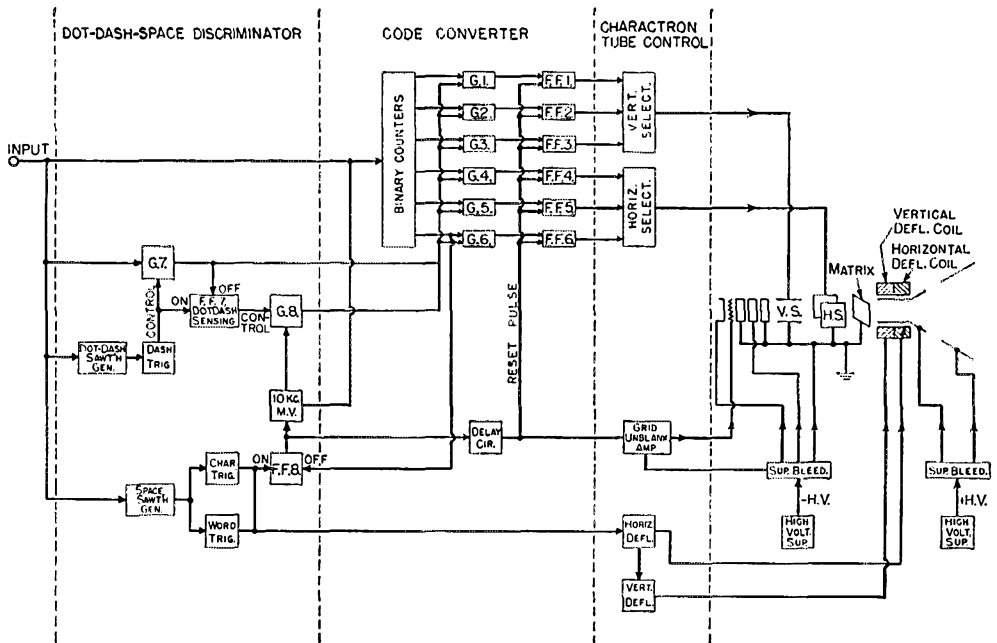 DOT-DASH-SPACE DISCRIMINATOR
CODE CONVERTER
CHARACTRON
TUBE CONTROL
INPUT
BINARY COUNTERS
G.1.
G.2.
G.3.
G.4.
G.5.
G.6.
F.F.1.
F.F.2
F.F.3.
F.F.4.
F.F.5.
F.F.6.
VERT.
SELECT.
HORIZ.
SELECT.
G.7.
CONTROL
ON
OFF
F.F.7.
DOT-DASH
SENSING
CON-
TROL
G.8.
DOT-DASH
SAWT'H
GEN.
DASH
TRIG.
10 KC.
M.V.
RESET PULSE
DELAY
CIR.
CHAR
TRIG.
ON
OFF
F.F.8.
SPACE
SAWT'H
GEN.
WORD
TRIG.
GRID
UNBLANK
AMP
HORIZ
DEFL.
VERT.
DEFL.
VERTICAL
DEFL. COIL
HORIZONTAL
DEFL. COIL
MATRIX
V.S.
H.S.
SUP. BLEED.
-H.V.
HIGH
VOLT.
SUP.
SUP. BLEED.
+H.V.
HIGH
VOLT.
SUP.